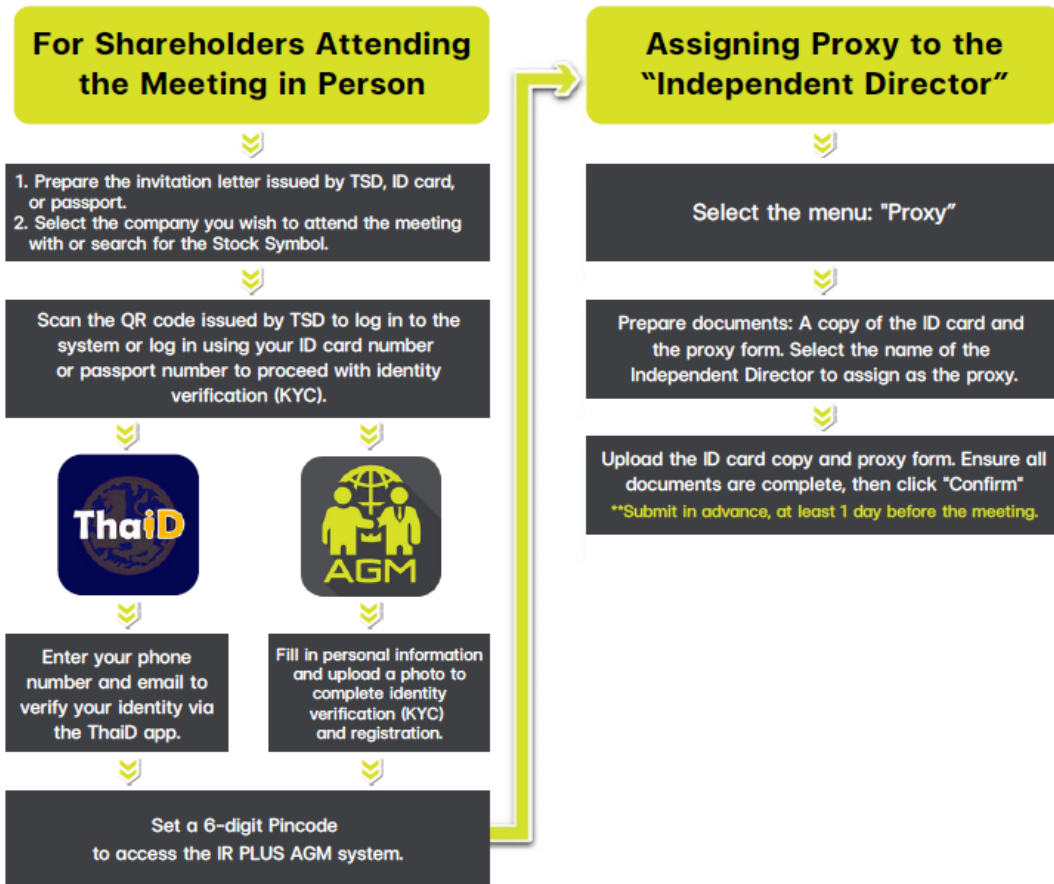 For Shareholders Attending
the Meeting in Person
1. Prepare the invitation letter issued by TSD, ID card,
or passport.
2. Select the company you wish to attend the meeting
with or search for the Stock Symbol.
Scan the QR code issued by TSD to log in to the
system or log in using your ID card number
or passport number to proceed with identity
verification (KYC).
ThaiD
AGM
Enter your phone
number and email to
verify your identity via
the ThaiD app.
Fill in personal information
and upload a photo to
complete identity
verification (KYC)
and registration.
Set a 6-digit Pincode
to access the IR PLUS AGM system.
Assigning Proxy to the
“Independent Director”
Select the menu: "Proxy”
Prepare documents: A copy of the ID card and
the proxy form. Select the name of the
Independent Director to assign as the proxy.
Upload the ID card copy and proxy form. Ensure all
documents are complete, then click "Confirm"
**Submit in advance, at least 1 day before the meeting.